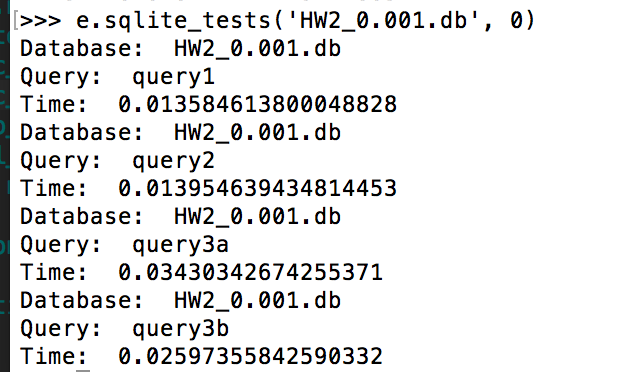 [>>> e.sqlite_tests('HW2_0.001.db', 0)
Database:  HW2_0.001.db
Query:  query1
Time:  0.013584613800048828
Database:  HW2_0.001.db
Query:  query2
Time:  0.013954639434814453
Database:  HW2_0.001.db
Query:  query3a
Time:  0.03430342674255371
Database:  HW2_0.001.db
Query:  query3b
Time:  0.02597355842590332